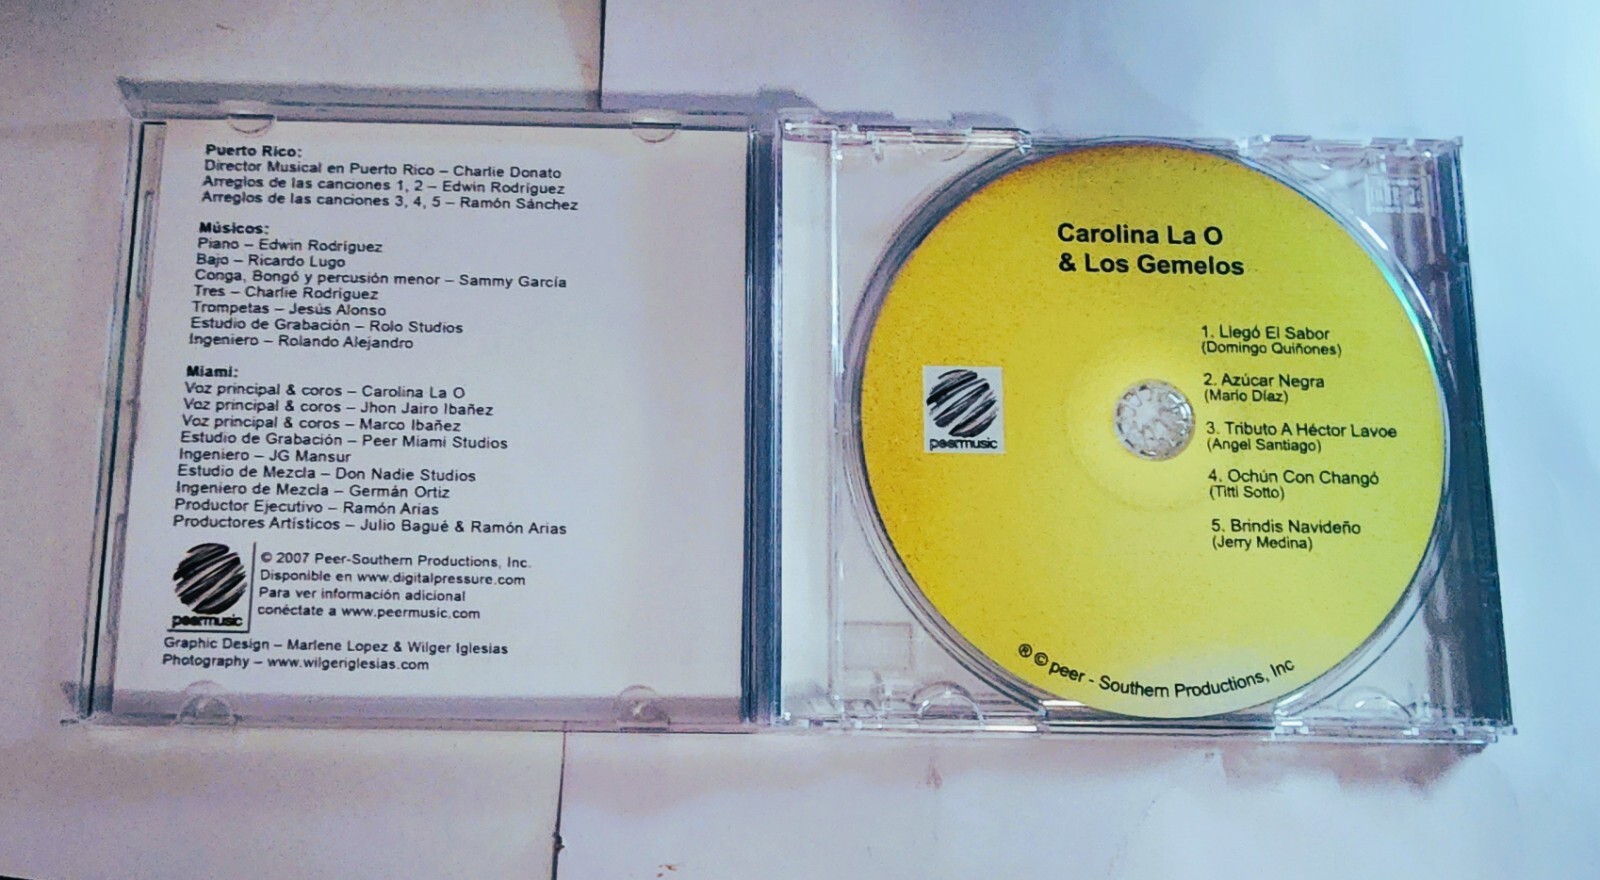 Puerto Rico:
Director Musical en Puerto Rico – Charlie Donato
Arreglos de las canciones 1, 2 – Edwin Rodríguez
Arreglos de las canciones 3, 4, 5 – Ramón Sánchez
Músicos:
Piano – Edwin Rodríguez
Bajo – Ricardo Lugo
Conga, Bongó y percusión menor – Sammy García
Tres – Charlie Rodríguez
Trompetas – Jesús Alonso
Estudio de Grabación – Rolo Studios
Ingeniero – Rolando Alejandro
Miami:
Voz principal & coros – Carolina La O
Voz principal & coros – Jhon Jairo Ibañez
Voz principal & coros – Marco Ibañez
Estudio de Grabación – Peer Miami Studios
Ingeniero – JG Mansur
Estudio de Mezcla – Don Nadie Studios
Ingeniero de Mezcla – Germán Ortiz
Productor Ejecutivo – Ramón Arias
Productores Artísticos – Julio Bagué & Ramón Arias
© 2007 Peer-Southern Productions, Inc.
Disponible en www.digitalpressure.com
Para ver información adicional
conéctate a www.peermusic.com
peermusic
Graphic Design – Marlene Lopez & Wilger Iglesias
Photography – www.wilgeriglesias.com
Carolina La O
& Los Gemelos
1. Llegó El Sabor
(Domingo Quiñones)
2. Azúcar Negra
(Mario Díaz)
3. Tributo A Héctor Lavoe
(Angel Santiago)
4. Ochún Con Changó
(Titti Sotto)
5. Brindis Navideño
(Jerry Medina)
peermusic
® © peer - Southern Productions, Inc